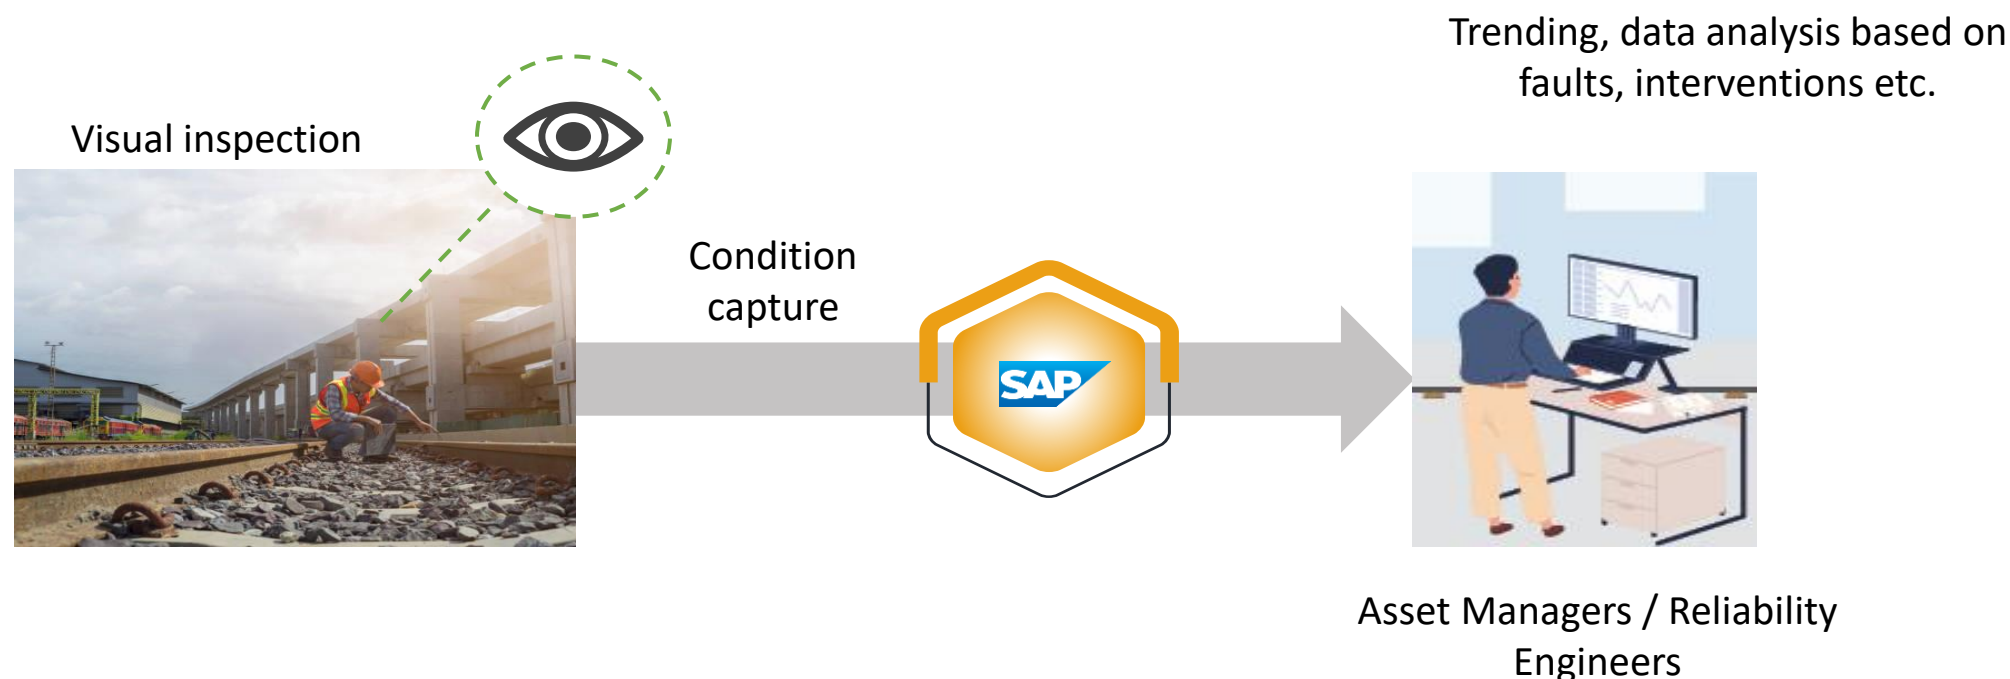 Trending, data analysis based on
faults, interventions etc.
Visual inspection
Condition
capture
SAP
Asset Managers / Reliability
Engineers